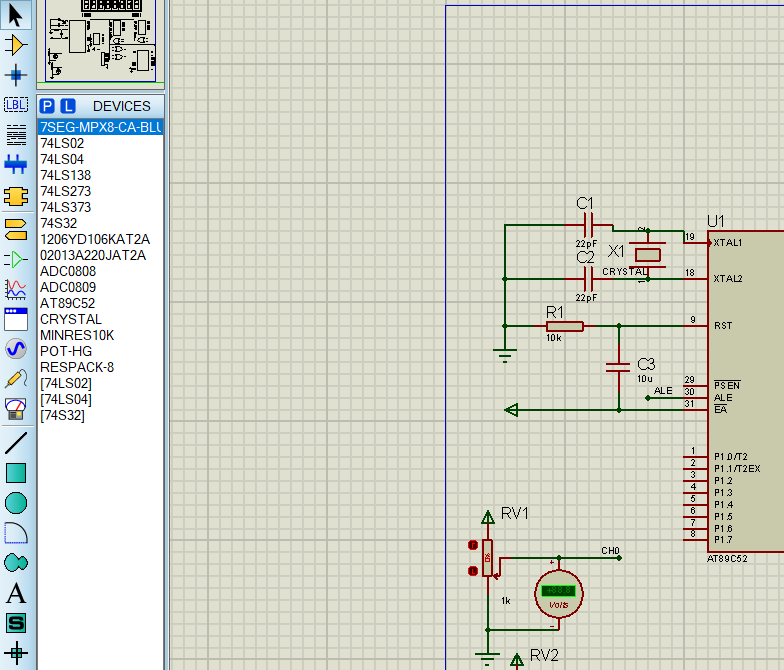 P L DEVICES
7SEG-MPX8-CA-BLU
74LS02
74LS04
74LS138
74LS273
74LS373
74S32
1206YD106KAT2A
02013A220JAT2A
ADC0808
ADC0809
AT89C52
CRYSTAL
MINRES10K
POT-HG
RESPACK-8
[74LS02]
[74LS04]
[74S32]
LBL
A
S
C1
22pF
C2
22pF
X1
CRYSTAL
2
1
R1
10k
C3
10u
ALE
U1
19 XTAL1
18 XTAL2
9 RST
29 PSEN
30 ALE
31 EA
1 P1.0/T2
2 P1.1/T2EX
3 P1.2
4 P1.3
5 P1.4
6 P1.5
7 P1.6
8 P1.7
AT89C52
RV1
1k
CH0
+
Volts
-
RV2